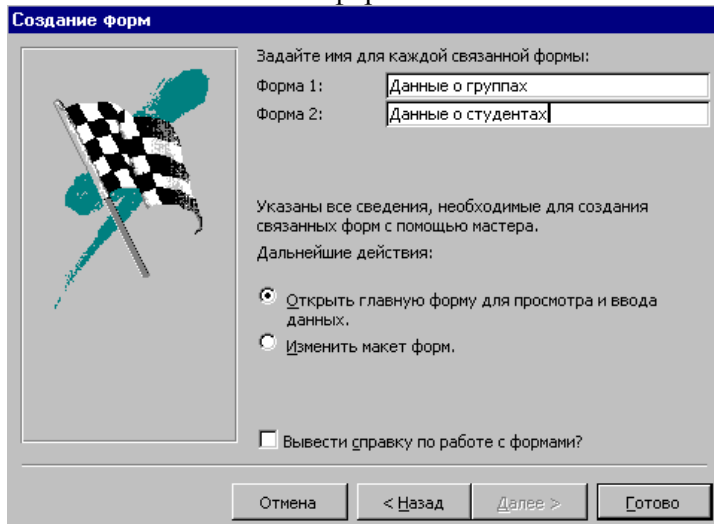 Создание форм
Задайте имя для каждой связанной формы:
Форма 1: Данные о группах
Форма 2: Данные о студентах
Указаны все сведения, необходимые для создания
связанных форм с помощью мастера.
Дальнейшие действия:
Открыть главную форму для просмотра и ввода
данных.
Изменить макет форм.
Вывести справку по работе с формами?
Отмена < Назад Далее > Готово